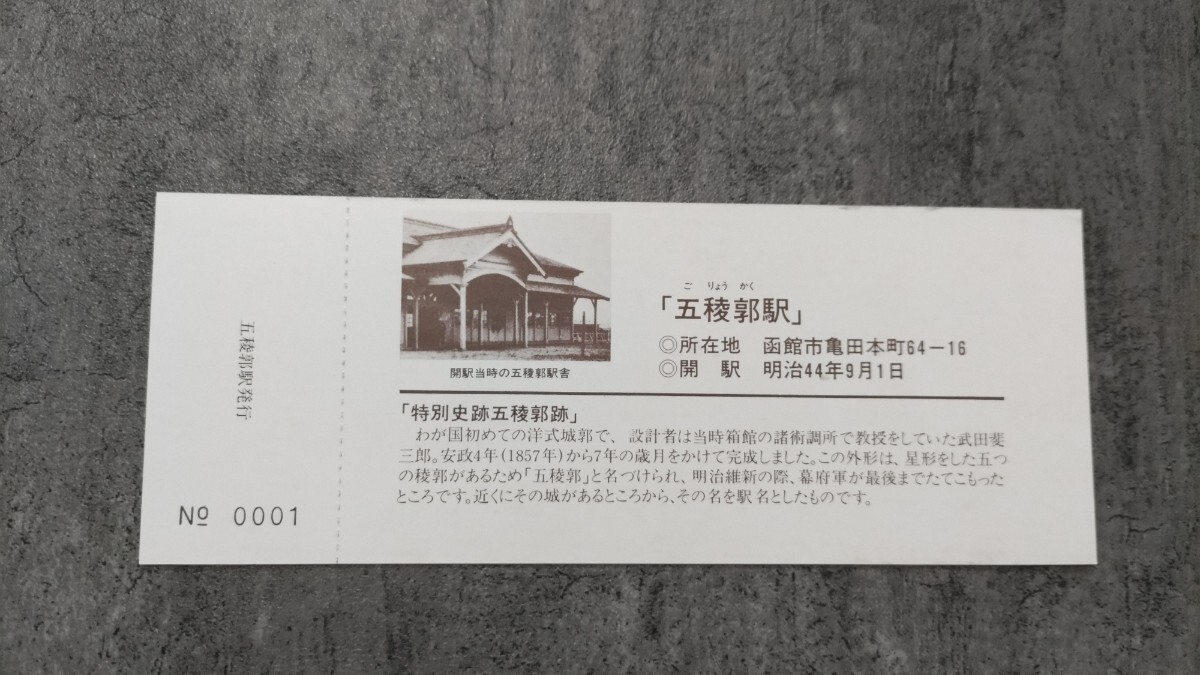 五稜郭駅発行
№ 0001
開駅当時の五稜郭駅舎
ご りょう かく
「五稜郭駅」
◎所在地 函館市亀田本町64−16
◎開 駅 明治44年9月1日
「特別史跡五稜郭跡」
わが国初めての洋式城郭で、設計者は当時箱館の諸術調所で教授をしていた武田斐
三郎。安政4年(1857年)から7年の歳月をかけて完成しました。この外形は、星形をした五つ
の稜郭があるため「五稜郭」と名づけられ、明治維新の際、幕府軍が最後までたてこもった
ところです。近くにその城があるところから、その名を駅名としたものです。